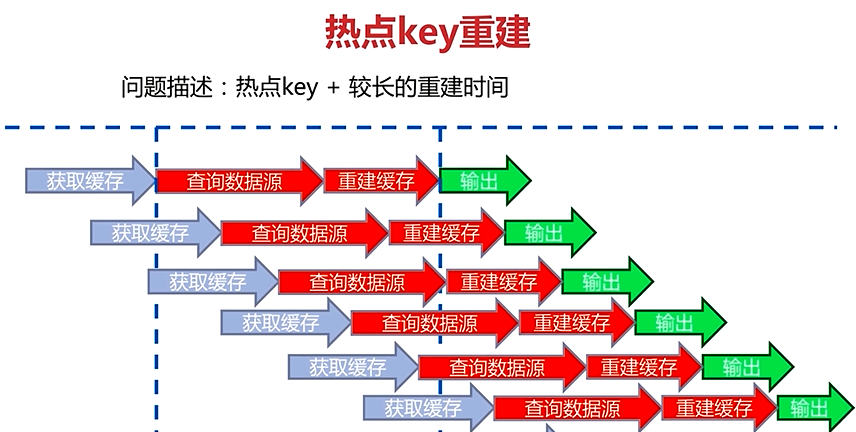 热点key重建
问题描述：热点key + 较长的重建时间
获取缓存 查询数据源 重建缓存 输出
获取缓存 查询数据源 重建缓存 输出
获取缓存 查询数据源 重建缓存 输出
获取缓存 查询数据源 重建缓存 输出
获取缓存 查询数据源 重建缓存 输出
获取缓存 查询数据源 重建缓存 输出